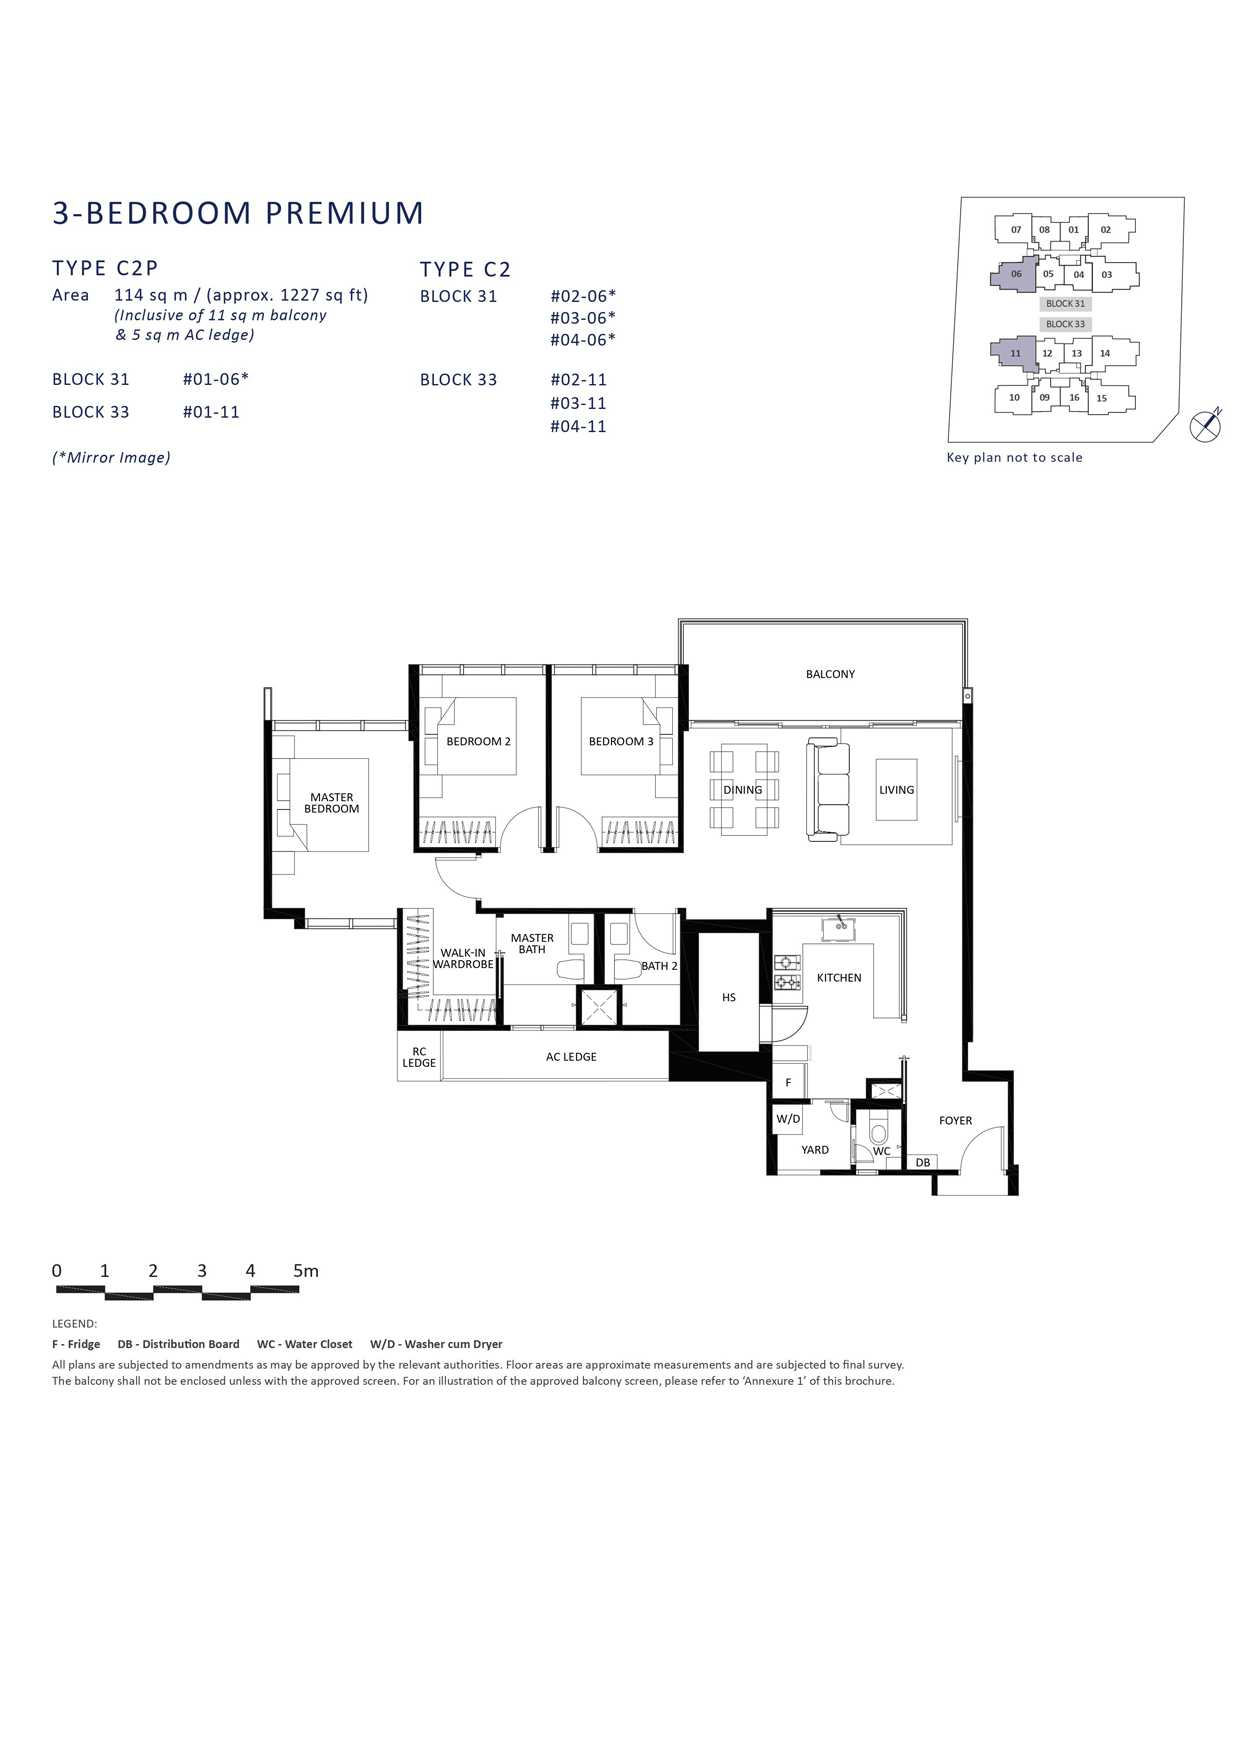 3-BEDROOM PREMIUM
TYPE C2P
Area 114 sq m / (approx. 1227 sq ft)
(Inclusive of 11 sq m balcony
& 5 sq m AC ledge)
BLOCK 31 #01-06*
BLOCK 33 #01-11
(*Mirror Image)
TYPE C2
BLOCK 31 #02-06*
#03-06*
#04-06*
BLOCK 33 #02-11
#03-11
#04-11
07 08 01 02
06 05 04 03
BLOCK 31
BLOCK 33
11 12 13 14
10 09 16 15
N
Key plan not to scale
BALCONY
BEDROOM 2
BEDROOM 3
MASTER
BEDROOM
DINING
LIVING
MASTER
BATH
WALK-IN
WARDROBE
BATH 2
KITCHEN
HS
RC
LEDGE
AC LEDGE
F
W/D
YARD
WC
FOYER
DB
0 1 2 3 4 5m
LEGEND:
F - Fridge DB - Distribution Board WC - Water Closet W/D - Washer cum Dryer
All plans are subjected to amendments as may be approved by the relevant authorities. Floor areas are approximate measurements and are subjected to final survey.
The balcony shall not be enclosed unless with the approved screen. For an illustration of the approved balcony screen, please refer to ‘Annexure 1’ of this brochure.